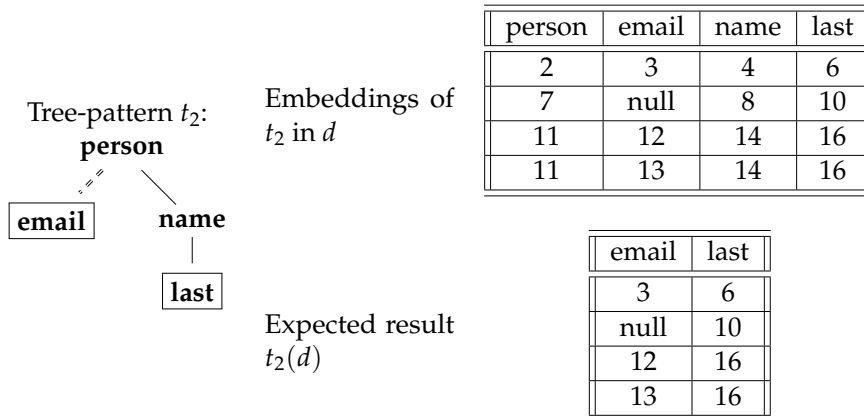 Tree-pattern t₂:
person
email
name
last
Embeddings of
t₂ in d
person email name last
2 3 4 6
7 null 8 10
11 12 14 16
11 13 14 16
Expected result
t₂(d)
email last
3 6
null 10
12 16
13 16